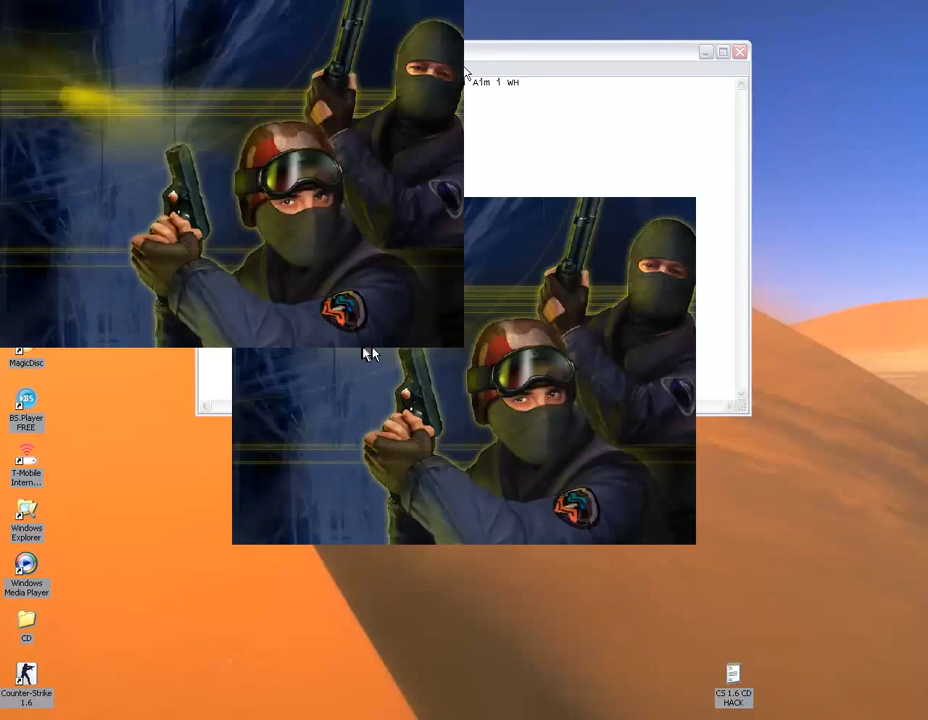 Aim i WH
MagicDisc
BS.Player
FREE
T-Mobile
Intern...
Windows
Explorer
Windows
Media Player
CD
Counter-Strike
1.6
CS 1.6 CD
HACK